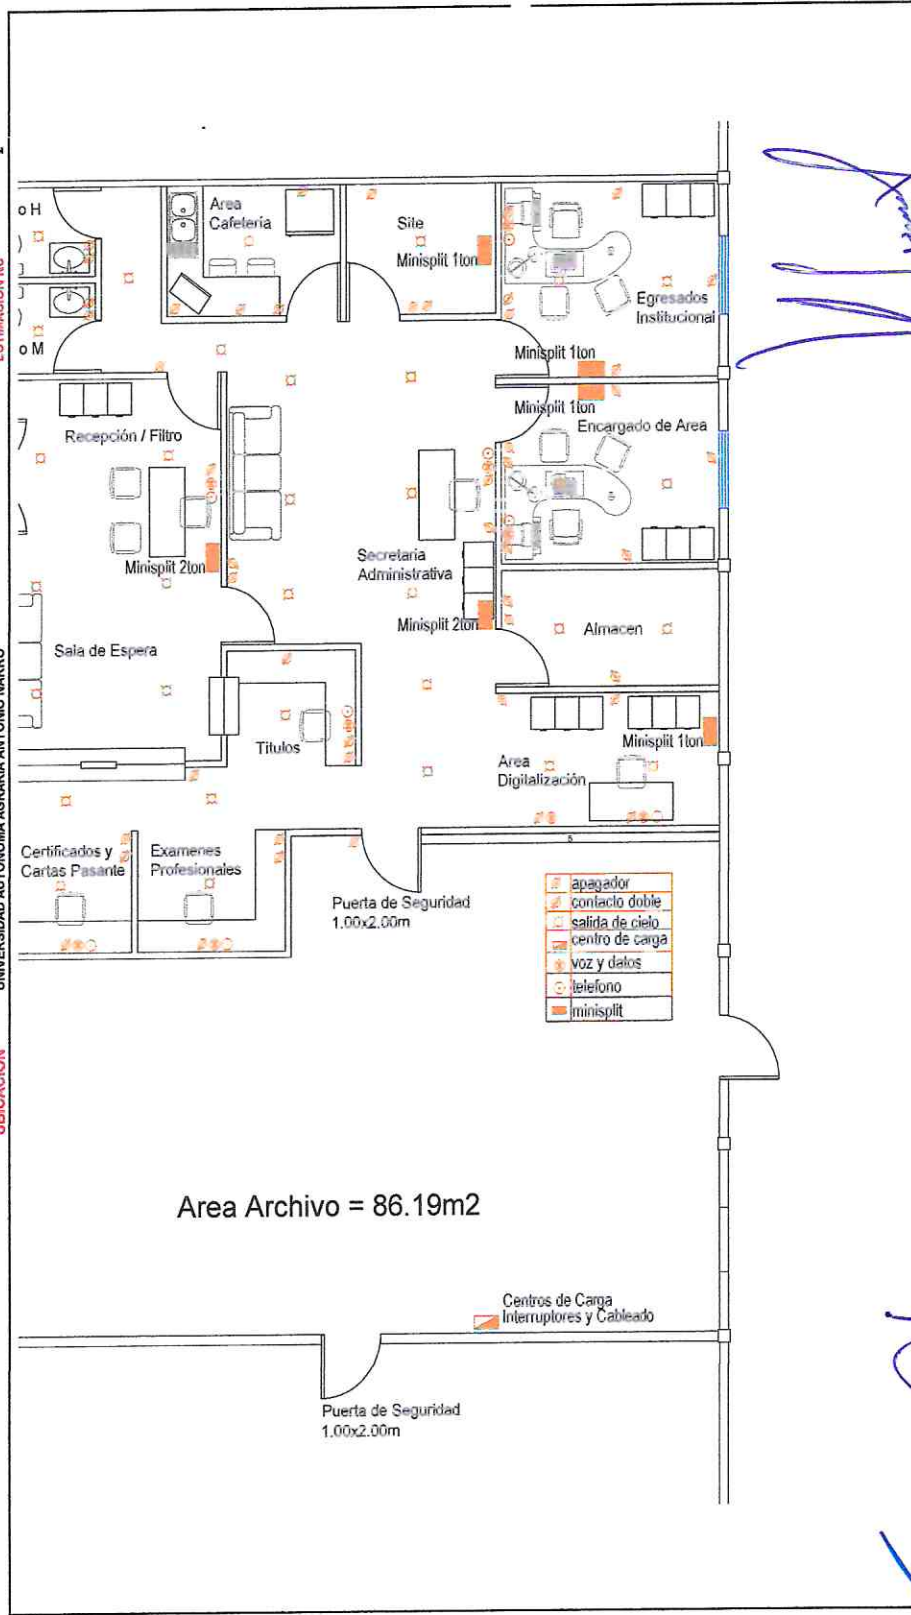 o H
o M
Area
Cafeteria
Site
Minisplit 1ton
Egresados
Institucional
Minisplit 1ton
Minisplit 1ton
Encargado de Area
Recepción / Filtro
Minisplit 2ton
Secretaria
Administrativa
Minisplit 2ton
Sala de Espera
Almacen
Titulos
Minisplit 1ton
Area
Digitalización
Certificados y
Cartas Pasante
Examenes
Profesionales
Puerta de Seguridad
1.00x2.00m
apagador
contacto doble
salida de cielo
centro de carga
voz y datos
telefono
minisplit
Area Archivo = 86.19m2
Centros de Carga
Interruptores y Cableado
Puerta de Seguridad
1.00x2.00m
UBICACION
UNIVERSIDAD AUTONOMA AGRARIA ANTONIO NARRO